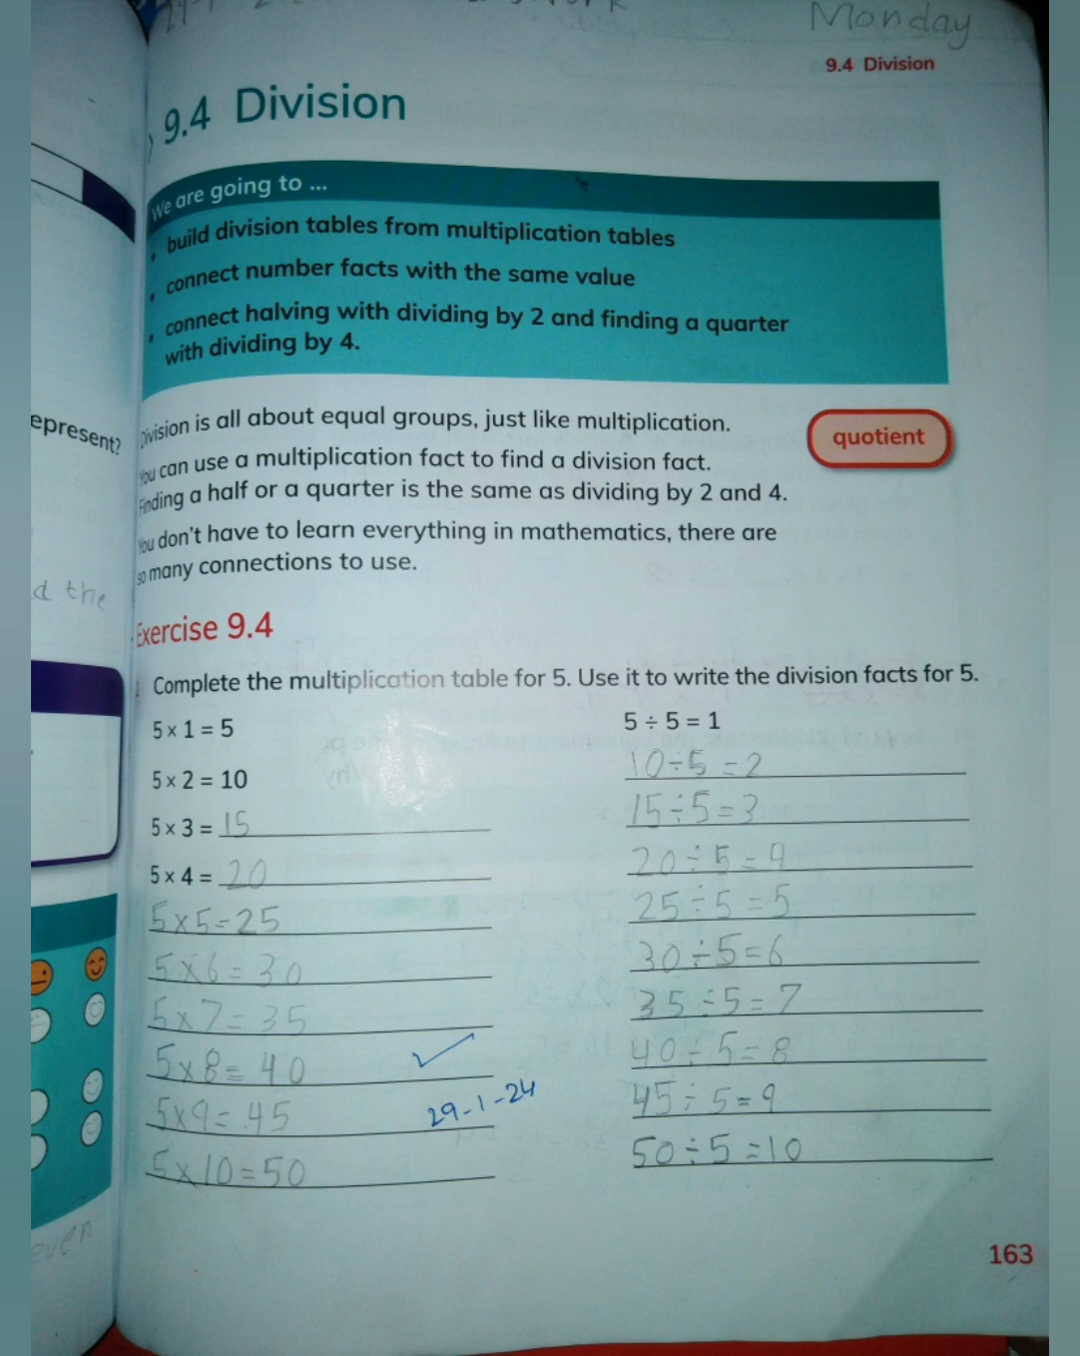 Monday
9.4 Division
9.4 Division
We are going to ...
• build division tables from multiplication tables
• connect number facts with the same value
• connect halving with dividing by 2 and finding a quarter
with dividing by 4.
Division is all about equal groups, just like multiplication.
quotient
You can use a multiplication fact to find a division fact.
Finding a half or a quarter is the same as dividing by 2 and 4.
You don't have to learn everything in mathematics, there are
so many connections to use.
epresent?
d the
Exercise 9.4
Complete the multiplication table for 5. Use it to write the division facts for 5.
5 × 1 = 5
5 ÷ 5 = 1
5 × 2 = 10
10÷5 = 2
5 × 3 = 15
15÷5=3
5 × 4 = 20
20÷5=4
5×5=25
25÷5=5
5×6=30
30÷5=6
5×7=35
35÷5=7
5×8=40
40÷5=8
5×9=45
45÷5=9
29-1-24
5×10=50
50÷5=10
even
163